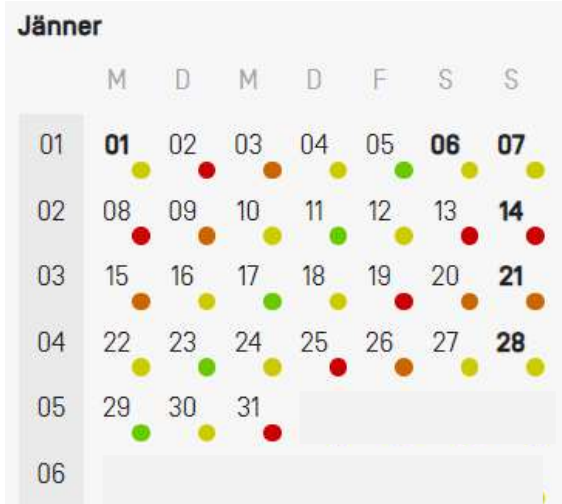 Jänner
M D M D F S S
01 01 02 03 04 05 06 07
02 08 09 10 11 12 13 14
03 15 16 17 18 19 20 21
04 22 23 24 25 26 27 28
05 29 30 31
06